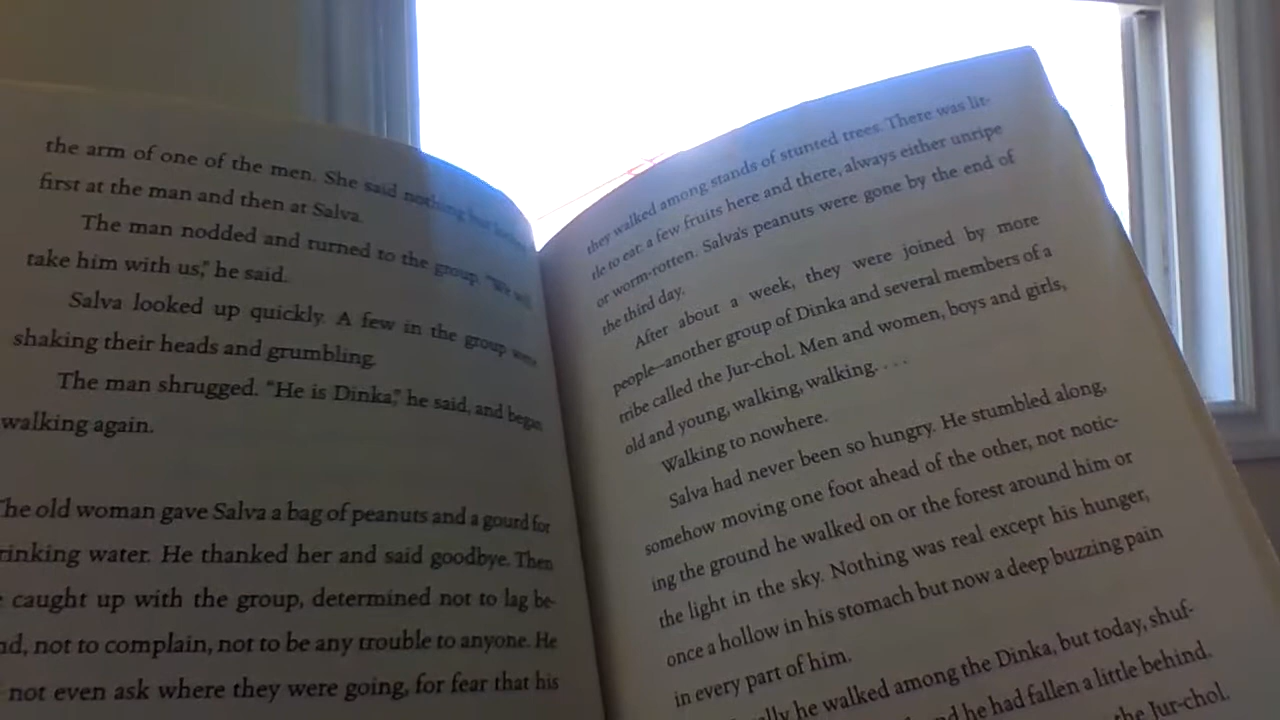 the arm of one of the men. She said nothing but looked
first at the man and then at Salva.
The man nodded and turned to the group. "We will
take him with us," he said.
Salva looked up quickly. A few in the group were
shaking their heads and grumbling.
The man shrugged. "He is Dinka," he said, and began
walking again.
The old woman gave Salva a bag of peanuts and a gourd for
rinking water. He thanked her and said goodbye. Then
caught up with the group, determined not to lag be-
nd, not to complain, not to be any trouble to anyone. He
not even ask where they were going, for fear that his
they walked among stands of stunted trees. There was lit-
tle to eat: a few fruits here and there, always either unripe
or worm-rotten. Salva's peanuts were gone by the end of
the third day.
After about a week, they were joined by more
people—another group of Dinka and several members of a
tribe called the Jur-chol. Men and women, boys and girls,
old and young, walking, walking. . . .
Walking to nowhere.
Salva had never been so hungry. He stumbled along,
somehow moving one foot ahead of the other, not notic-
ing the ground he walked on or the forest around him or
the light in the sky. Nothing was real except his hunger,
once a hollow in his stomach but now a deep buzzing pain
in every part of him.
ally he walked among the Dinka, but today, shuf-
he had fallen a little behind.
the Jur-chol.